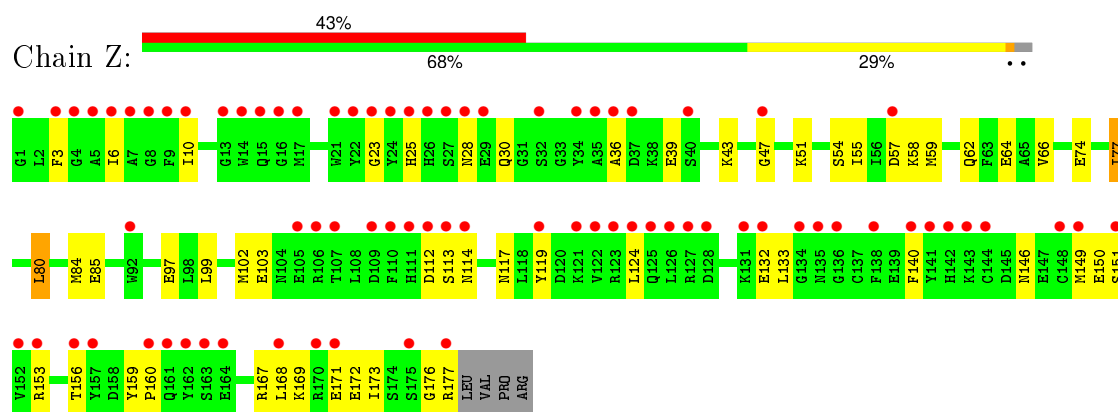 43%
Chain Z:
68% 29% • •
G1 L2 F3 G4 A5 I6 A7 G8 F9 I10 G13 W14 Q15 G16 M17 W21 Y22 G23 Y24 H25 H26 S27 N28 E29 Q30 G31 S32 G33 Y34 A35 A36 D37 K38 E39 S40 K43 G47 K51 S54 I55 I56 D57 K58 M59 Q62 F63 E64 A65 V66 E74 I77
L80 M84 E85 W92 E97 L98 L99 M102 E103 N104 E105 R106 T107 L108 D109 F110 H111 D112 S113 N114 N117 L118 Y119 D120 K121 V122 R123 L124 Q125 L126 R127 D128 K131 E132 L133 G134 N135 G136 C137 F138 E139 F140 Y141 H142 K143 C144 D145 N146 E147 C148 M149 E150 S151
V152 R153 T156 Y157 D158 Y159 P160 Q161 Y162 S163 E164 R167 L168 K169 R170 E171 E172 I173 S174 S175 G176 R177 LEU VAL PRO ARG